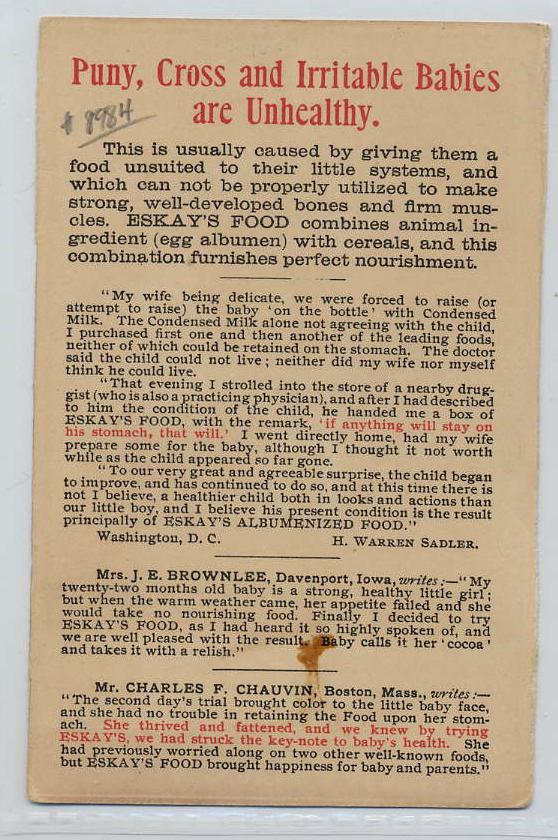 Puny, Cross and Irritable Babies
are Unhealthy.
# 8984
This is usually caused by giving them a
food unsuited to their little systems, and
which can not be properly utilized to make
strong, well-developed bones and firm mus-
cles. ESKAY'S FOOD combines animal in-
gredient (egg albumen) with cereals, and this
combination furnishes perfect nourishment.
"My wife being delicate, we were forced to raise (or
attempt to raise) the baby 'on the bottle' with Condensed
Milk. The Condensed Milk alone not agreeing with the child,
I purchased first one and then another of the leading foods,
neither of which could be retained on the stomach. The doctor
said the child could not live; neither did my wife nor myself
think he could live.
"That evening I strolled into the store of a nearby drug-
gist (who is also a practicing physician), and after I had described
to him the condition of the child, he handed me a box of
ESKAY'S FOOD, with the remark, 'if anything will stay on
his stomach, that will.' I went directly home, had my wife
prepare some for the baby, although I thought it not worth
while as the child appeared so far gone.
"To our very great and agreeable surprise, the child began
to improve, and has continued to do so, and at this time there is
not I believe, a healthier child both in looks and actions than
our little boy, and I believe his present condition is the result
principally of ESKAY'S ALBUMENIZED FOOD."
Washington, D. C. H. WARREN SADLER.
Mrs. J. E. BROWNLEE, Davenport, Iowa, writes:—"My
twenty-two months old baby is a strong, healthy little girl;
but when the warm weather came, her appetite failed and she
would take no nourishing food. Finally I decided to try
ESKAY'S FOOD, as I had heard it so highly spoken of, and
we are well pleased with the result. Baby calls it her 'cocoa'
and takes it with a relish."
Mr. CHARLES F. CHAUVIN, Boston, Mass., writes:—
"The second day's trial brought color to the little baby face,
and she had no trouble in retaining the Food upon her stom-
ach. She thrived and fattened, and we knew by trying
ESKAY'S, we had struck the key-note to baby's health. She
had previously worried along on two other well-known foods,
but ESKAY'S FOOD brought happiness for baby and parents."